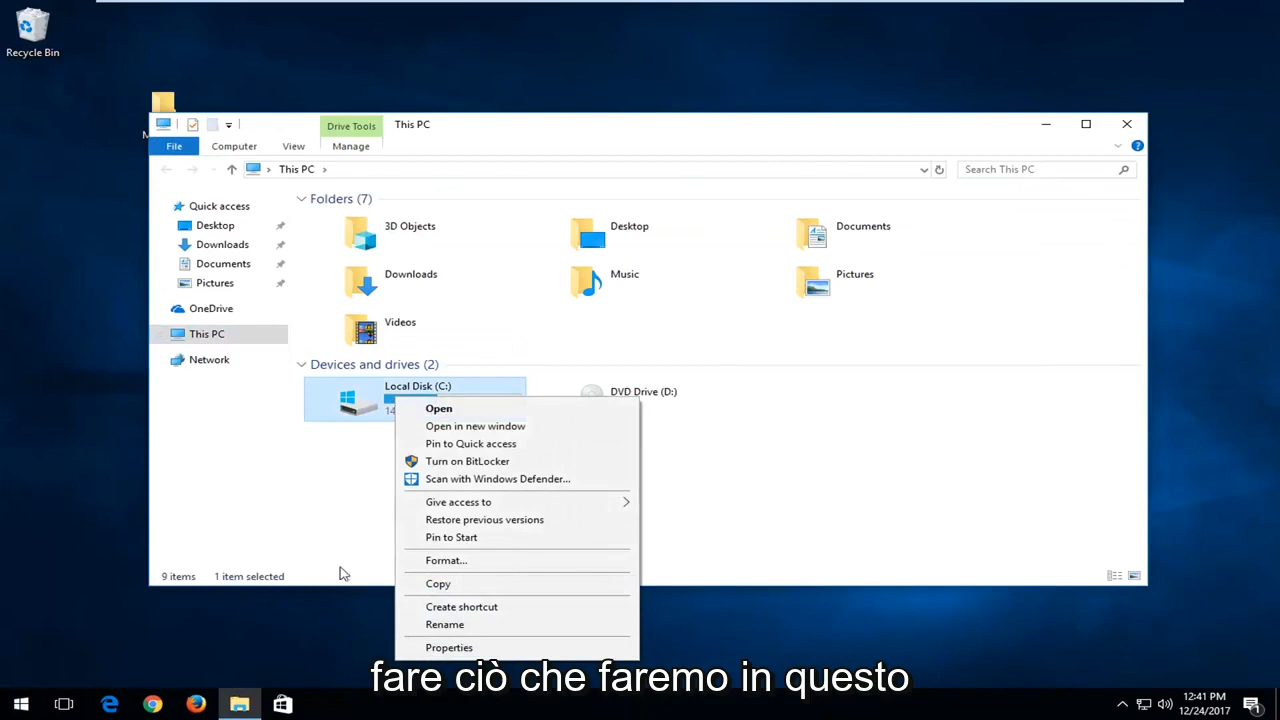 Recycle Bin
Drive Tools
This PC
File
Computer
View
Manage
This PC
Search This PC
Quick access
Desktop
Downloads
Documents
Pictures
OneDrive
This PC
Network
Folders (7)
3D Objects
Desktop
Documents
Downloads
Music
Pictures
Videos
Devices and drives (2)
Local Disk (C:)
DVD Drive (D:)
Open
Open in new window
Pin to Quick access
Turn on BitLocker
Scan with Windows Defender...
Give access to
Restore previous versions
Pin to Start
Format...
Copy
Create shortcut
Rename
Properties
9 items
1 item selected
fare ciò che faremo in questo
12:41 PM
12/24/2017